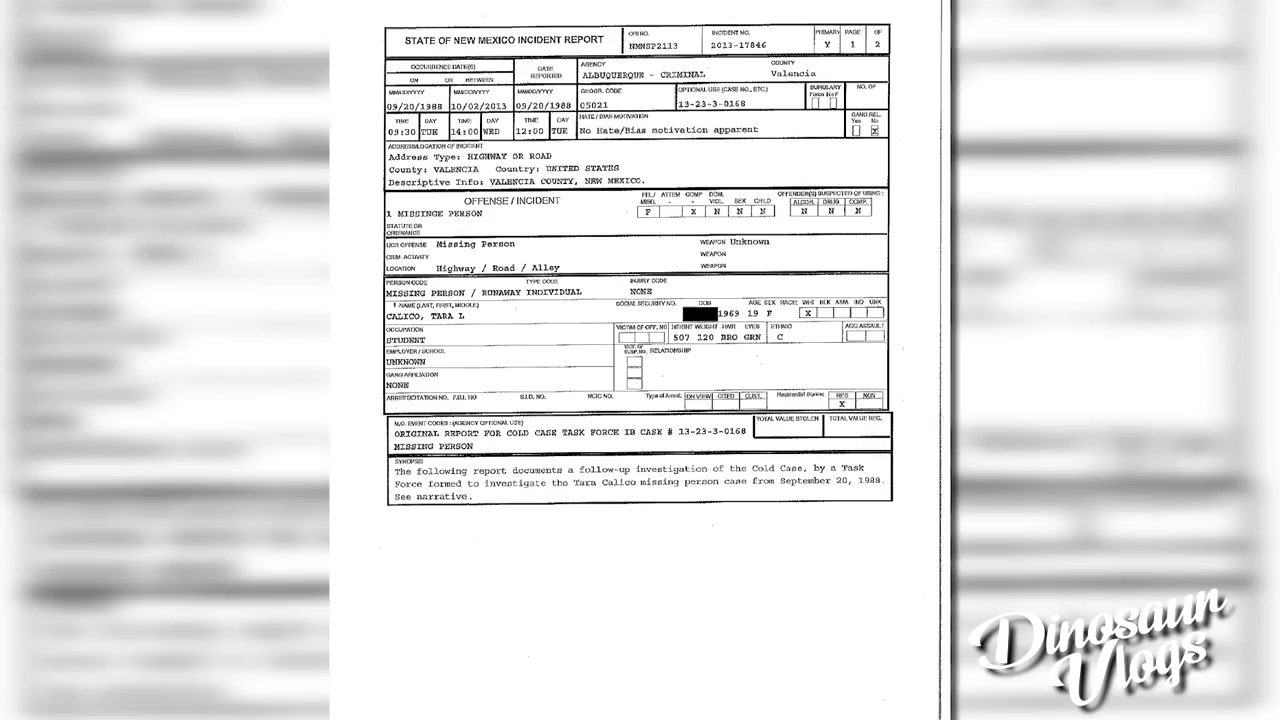 STATE OF NEW MEXICO INCIDENT REPORT
ORI NO. INCIDENT NO. PRIMARY PAGE OF
NMNSP2113 2013-17846 Y 1 2
OCCURRENCE DATE(S) DATE REPORTED AGENCY COUNTY
ON OR BETWEEN ALBUQUERQUE - CRIMINAL Valencia
MM/DD/YYYY MM/DD/YYYY MM/DD/YYYY GEOGR. CODE OPTIONAL USE (CASE NO., ETC.) BURGLARY NO. OF
Force No F
09/20/1988 10/02/2013 09/20/1988 05021 13-23-3-0168
TIME DAY TIME DAY TIME DAY HATE / BIAS MOTIVATION GANG REL.
Yes No
09:30 TUE 14:00 WED 12:00 TUE No Hate/Bias motivation apparent X
ADDRESS/LOCATION OF INCIDENT
Address Type: HIGHWAY OR ROAD
County: VALENCIA Country: UNITED STATES
Descriptive Info: VALENCIA COUNTY, NEW MEXICO.
OFFENSE / INCIDENT FEL/ MISD. ATTEM - COMP - DOM. VIOL. SEX CHILD OFFENDER(S) SUSPECTED OF USING: ALCOH. DRUG COMP.
1 MISSINGE PERSON F X N N N N N N
STATUTE OR ORDINANCE
UCR OFFENSE Missing Person WEAPON Unknown
CRIM. ACTIVITY WEAPON
LOCATION Highway / Road / Alley WEAPON
PERSON CODE TYPE CODE INJURY CODE
MISSING PERSON / RUNAWAY INDIVIDUAL NONE
1 -NAME (LAST, FIRST, MIDDLE) SOCIAL SECURITY NO. DOB AGE SEX RACE: WHI BLK ASM IND UNK
CALICO, TARA L 1969 19 F X
OCCUPATION VICTIM OF OFF. NO HEIGHT WEIGHT HAIR EYES ETHNIC AGG ASSAULT
STUDENT 507 120 BRO GRN C
EMPLOYER / SCHOOL VICT. OF SUSP. NO. RELATIONSHIP
UNKNOWN
GANG AFFILIATION
NONE
ARREST/CITATION NO. F.B.I. NO S.I.D. NO. NCIC NO. Type of Arrest: ON VIEW CITED CUST. Residential Status: RES NON
X
M.O. EVENT CODES : (AGENCY OPTIONAL USE) TOTAL VALUE STOLEN TOTAL VALUE REC.
ORIGINAL REPORT FOR COLD CASE TASK FORCE IB CASE # 13-23-3-0168
MISSING PERSON
SYNOPSIS
The following report documents a follow-up investigation of the Cold Case, by a Task
Force formed to investigate the Tara Calico missing person case from September 20, 1988.
See narrative.
Dinosaun
Vlogs